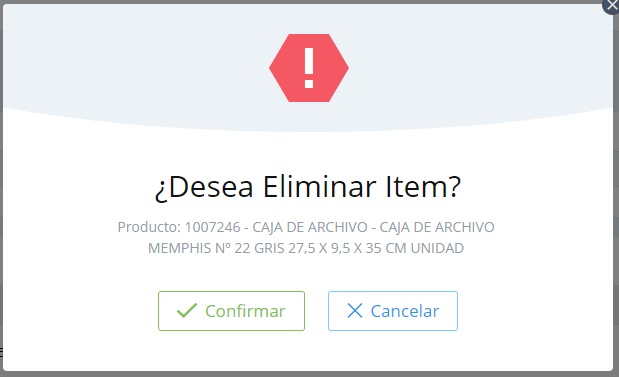 ¿Desea Eliminar Item?
Producto: 1007246 - CAJA DE ARCHIVO - CAJA DE ARCHIVO
MEMPHIS Nº 22 GRIS 27,5 X 9,5 X 35 CM UNIDAD
Confirmar
Cancelar